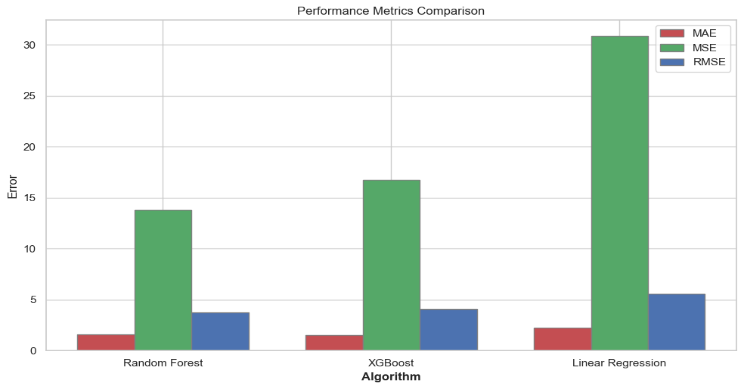 Performance Metrics Comparison
MAE
MSE
RMSE
30
25
20
15
10
5
0
Error
Random Forest
XGBoost
Linear Regression
Algorithm